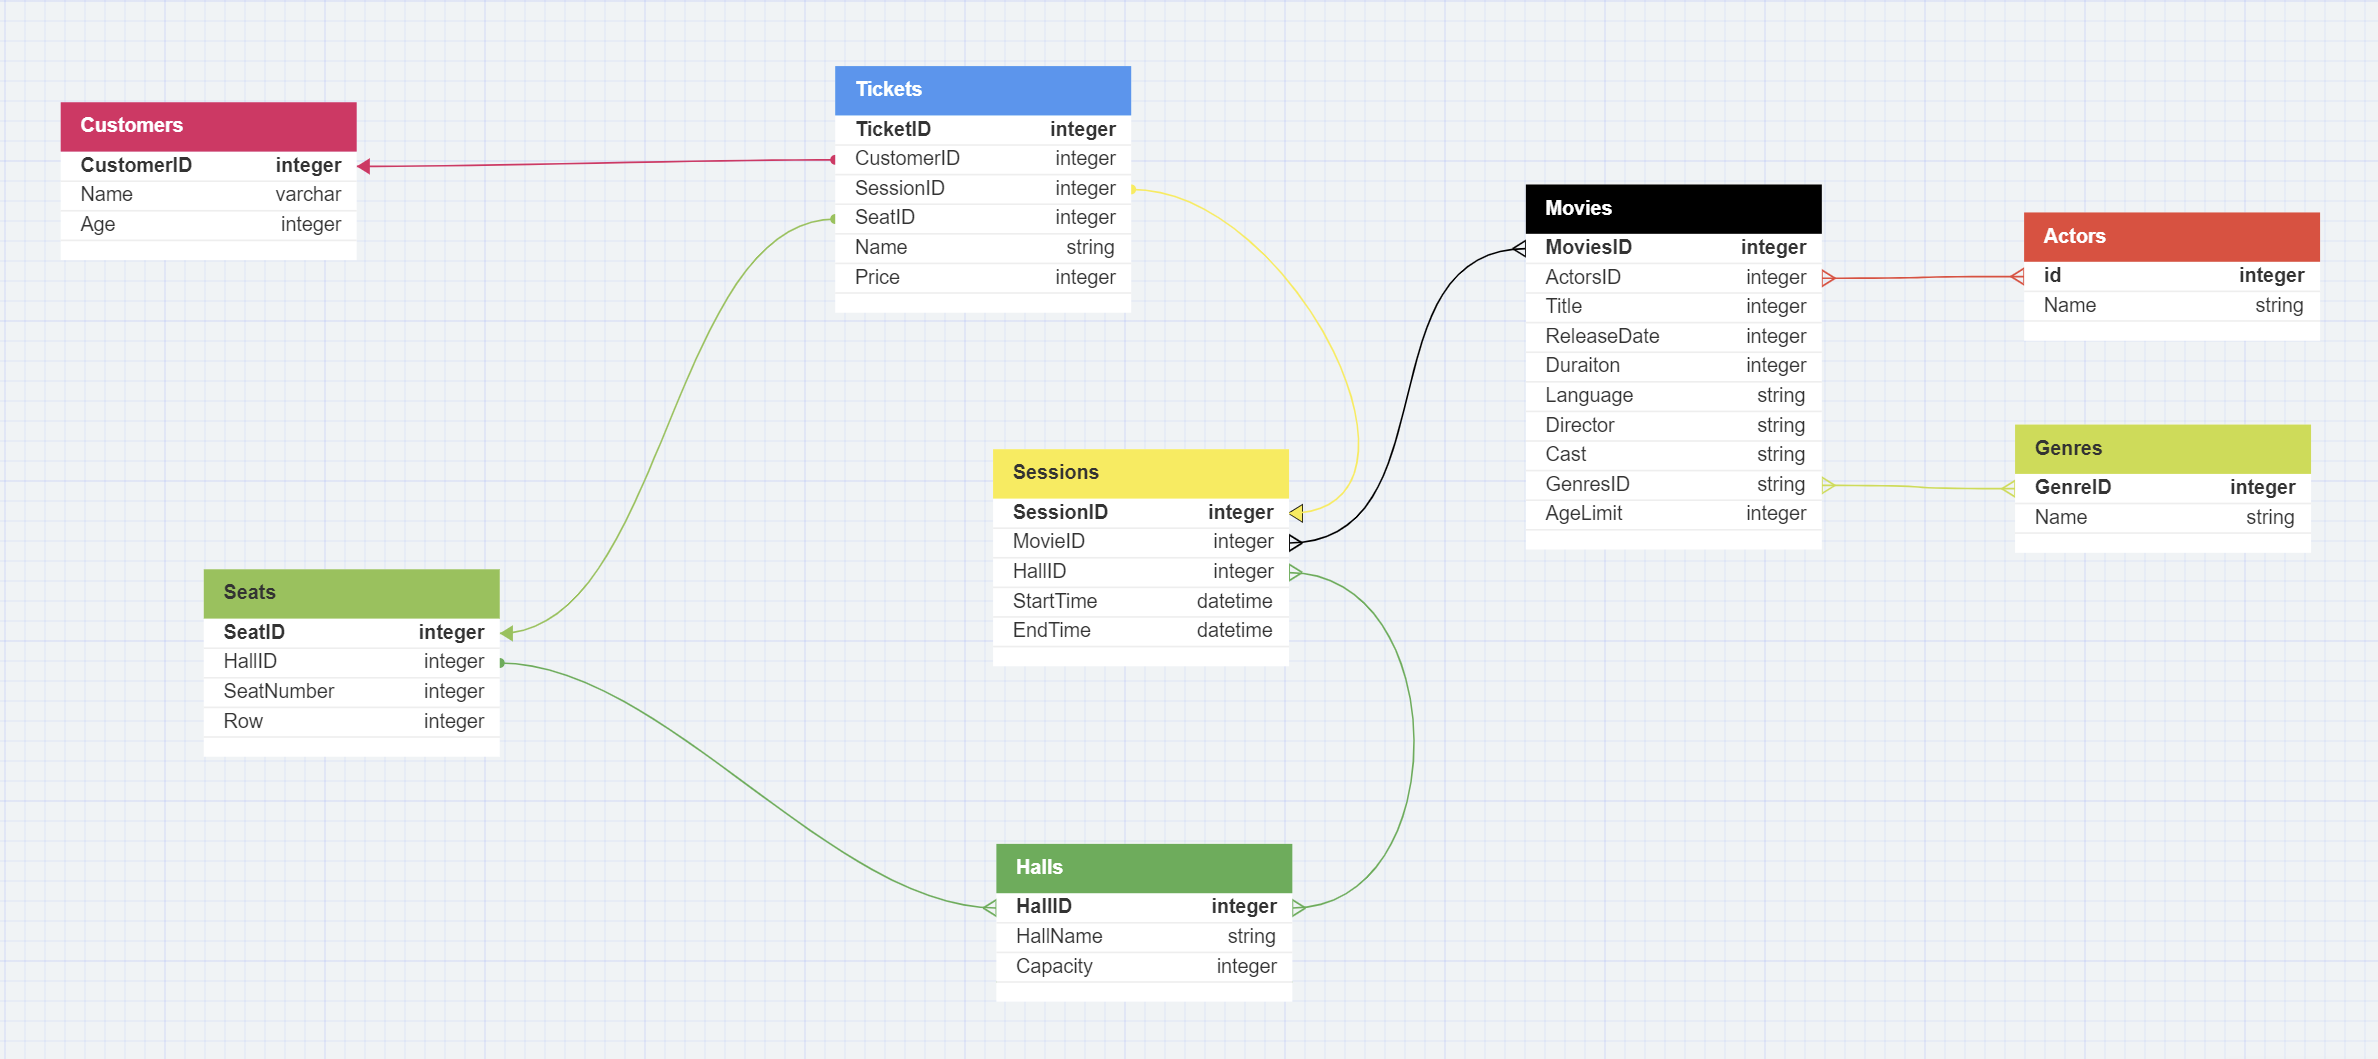 Customers
CustomerID integer
Name varchar
Age integer
Tickets
TicketID integer
CustomerID integer
SessionID integer
SeatID integer
Name string
Price integer
Movies
MoviesID integer
ActorsID integer
Title integer
ReleaseDate integer
Duraiton integer
Language string
Director string
Cast string
GenresID string
AgeLimit integer
Actors
id integer
Name string
Genres
GenreID integer
Name string
Sessions
SessionID integer
MovieID integer
HallID integer
StartTime datetime
EndTime datetime
Seats
SeatID integer
HallID integer
SeatNumber integer
Row integer
Halls
HallID integer
HallName string
Capacity integer